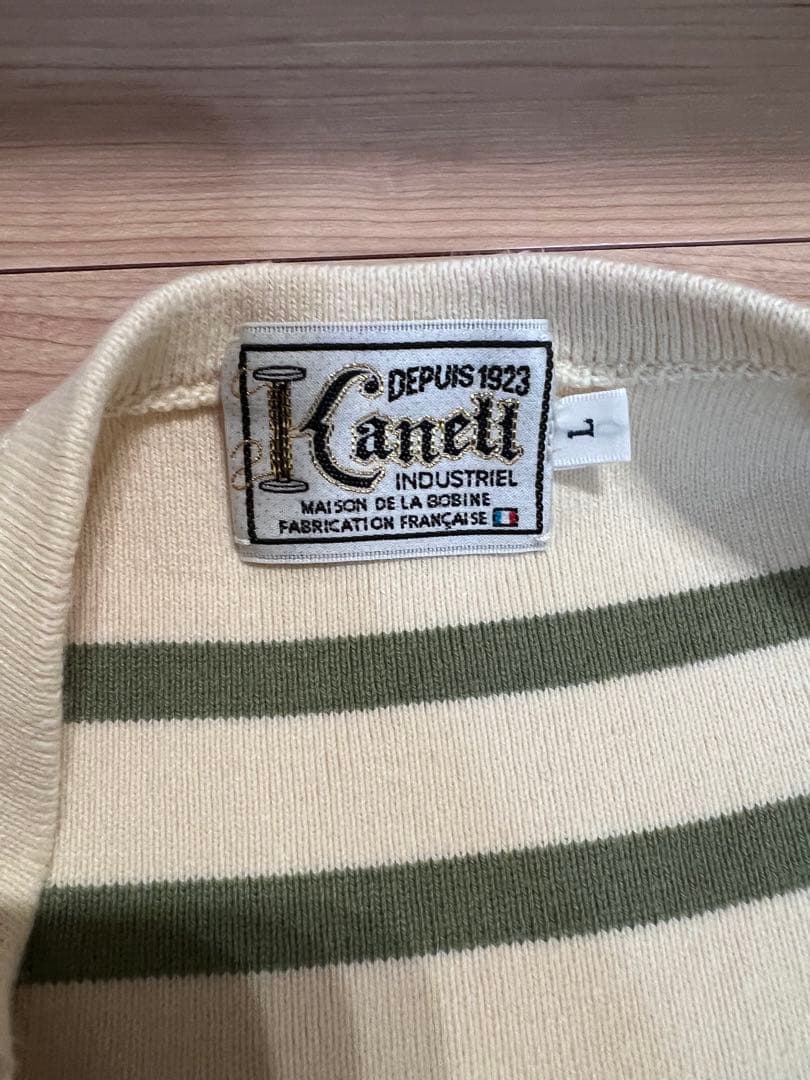 DEPUIS 1923
Kanell
INDUSTRIEL
MAISON DE LA BOBINE
FABRICATION FRANÇAISE
L